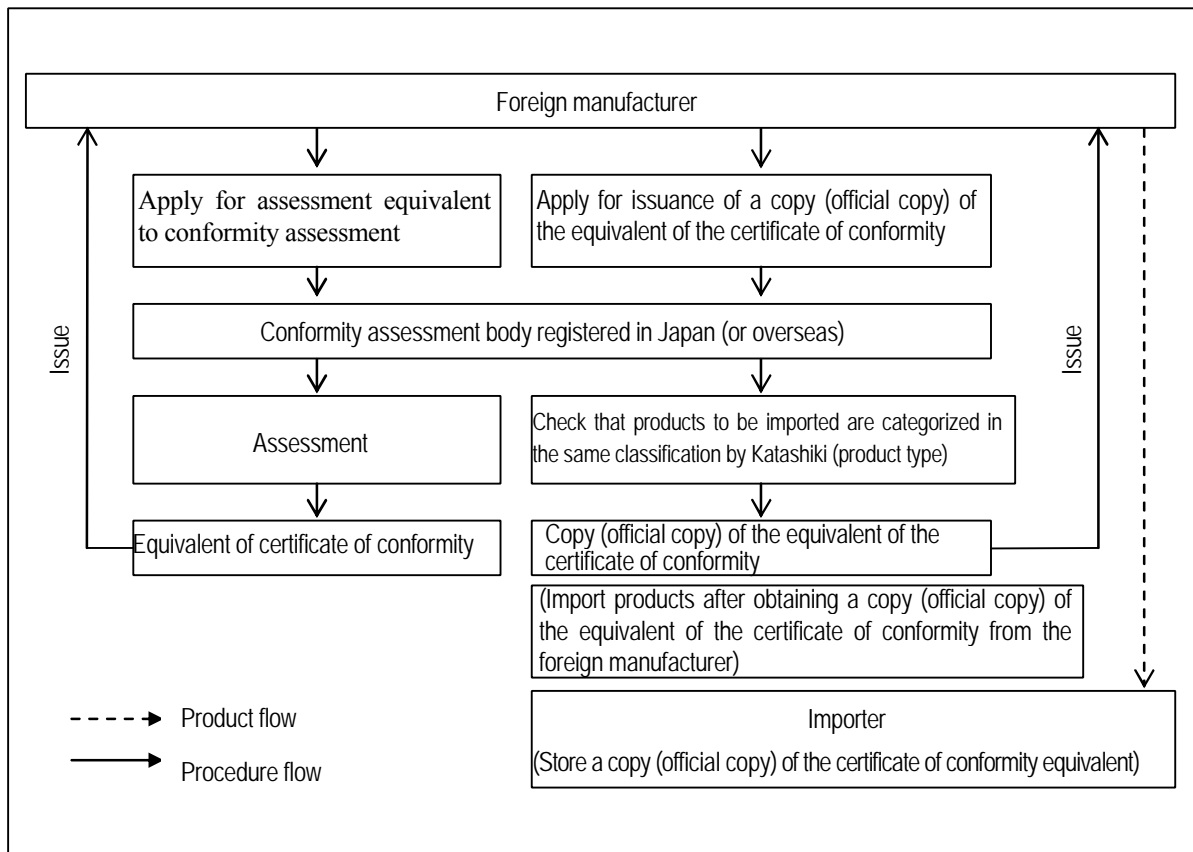 Foreign manufacturer
Apply for assessment equivalent
to conformity assessment
Apply for issuance of a copy (official copy) of
the equivalent of the certificate of conformity
Conformity assessment body registered in Japan (or overseas)
Issue
Issue
Assessment
Check that products to be imported are categorized in
the same classification by Katashiki (product type)
Equivalent of certificate of conformity
Copy (official copy) of the equivalent of the
certificate of conformity
(Import products after obtaining a copy (official copy) of
the equivalent of the certificate of conformity from the
foreign manufacturer)
Product flow
Procedure flow
Importer
(Store a copy (official copy) of the certificate of conformity equivalent)